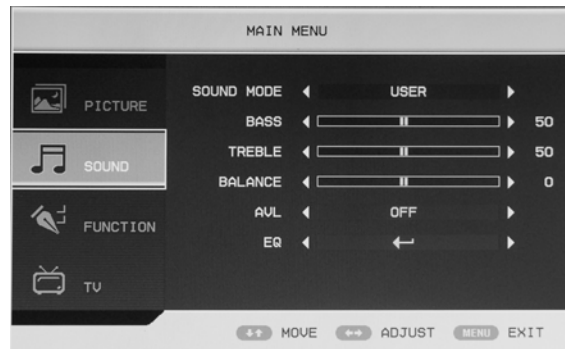 MAIN MENU
PICTURE
SOUND
FUNCTION
TV
SOUND MODE USER
BASS 50
TREBLE 50
BALANCE 0
AVL OFF
EQ
MOVE ADJUST MENU EXIT